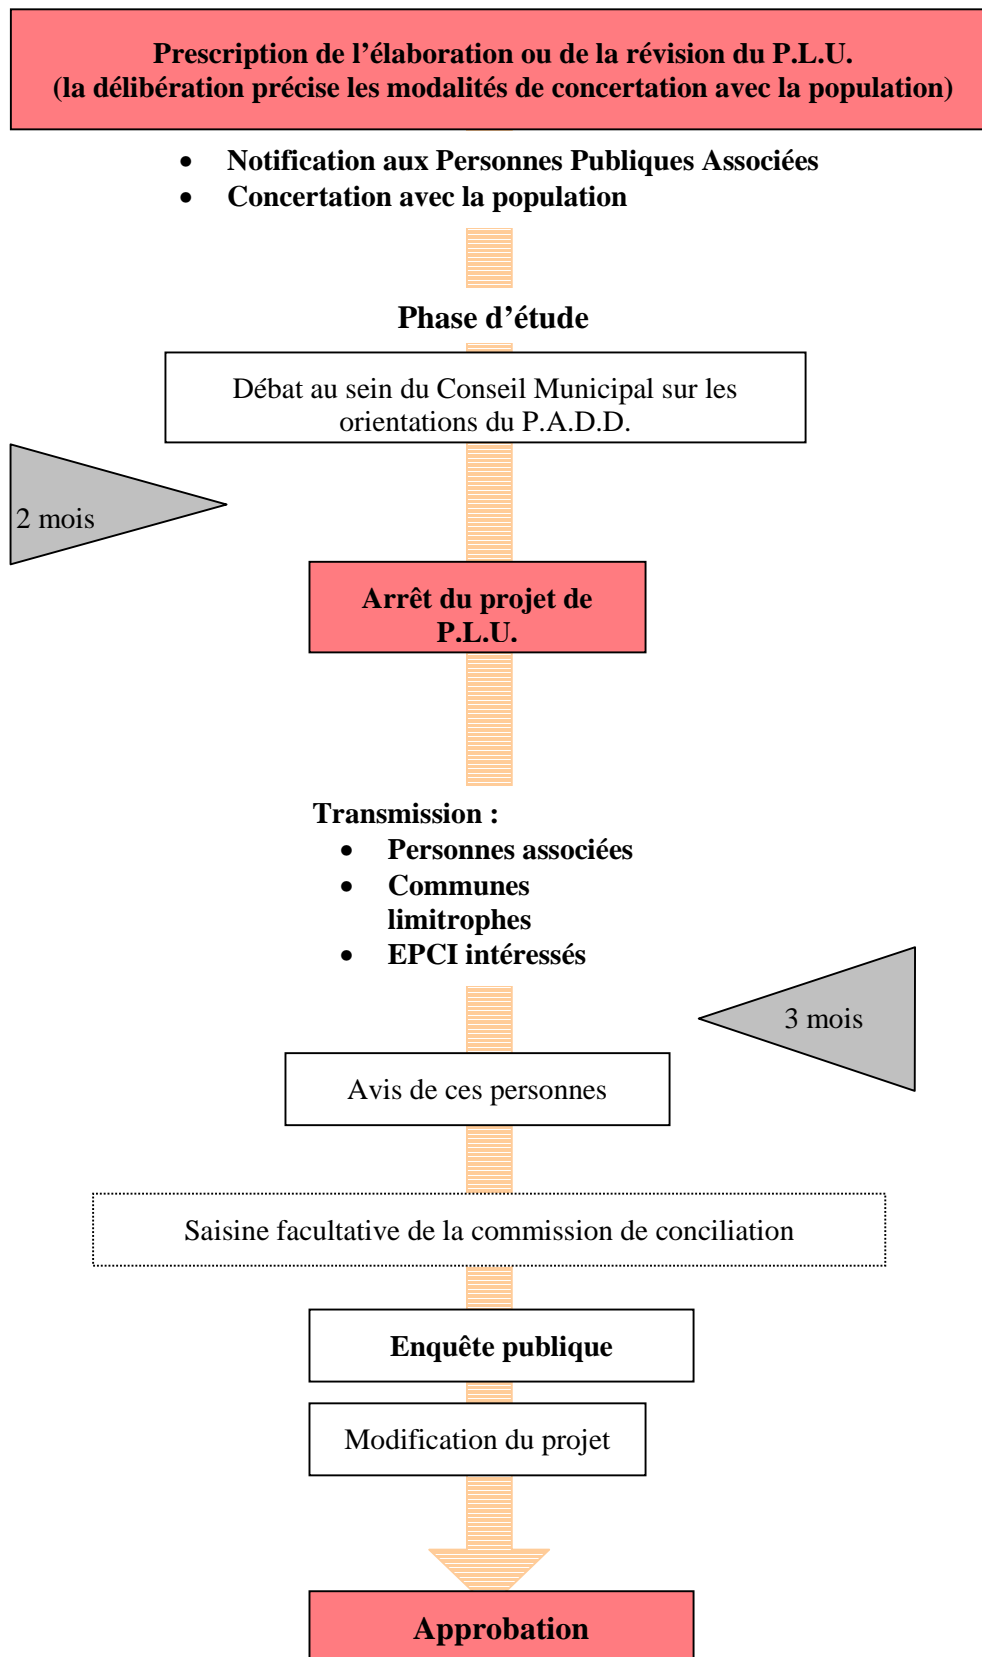 Prescription de l’élaboration ou de la révision du P.L.U.
(la délibération précise les modalités de concertation avec la population)
• Notification aux Personnes Publiques Associées
• Concertation avec la population
Phase d’étude
Débat au sein du Conseil Municipal sur les
orientations du P.A.D.D.
2 mois
Arrêt du projet de
P.L.U.
Transmission :
• Personnes associées
• Communes
limitrophes
• EPCI intéressés
3 mois
Avis de ces personnes
Saisine facultative de la commission de conciliation
Enquête publique
Modification du projet
Approbation